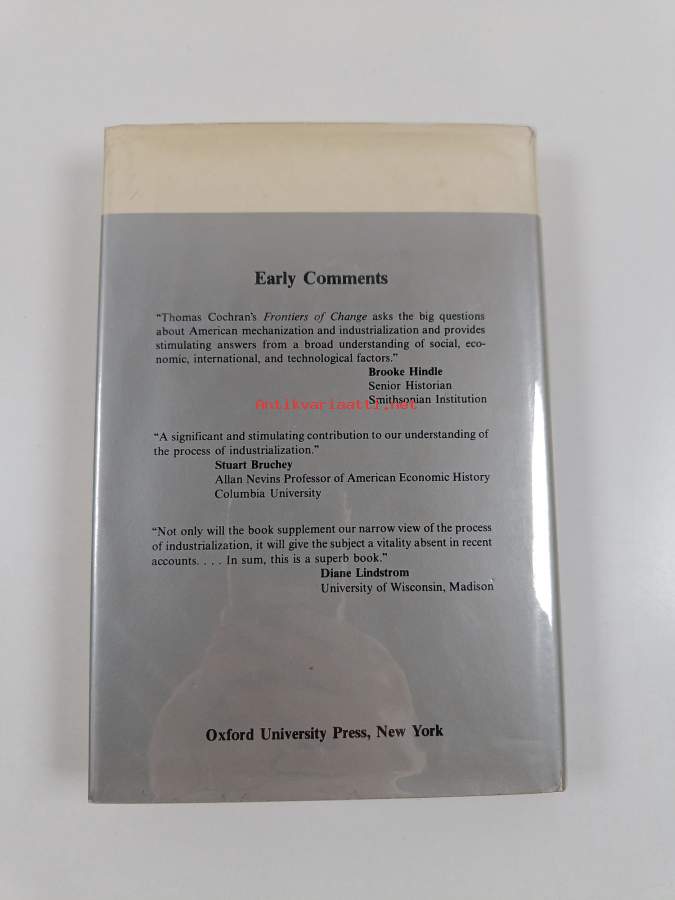 Early Comments
“Thomas Cochran's Frontiers of Change asks the big questions
about American mechanization and industrialization and provides
stimulating answers from a broad understanding of social, eco-
nomic, international, and technological factors.”
Brooke Hindle
Senior Historian
Smithsonian Institution
Antikvariaatti.net
“A significant and stimulating contribution to our understanding of
the process of industrialization.”
Stuart Bruchey
Allan Nevins Professor of American Economic History
Columbia University
“Not only will the book supplement our narrow view of the process
of industrialization, it will give the subject a vitality absent in recent
accounts. . . . In sum, this is a superb book.”
Diane Lindstrom
University of Wisconsin, Madison
Oxford University Press, New York